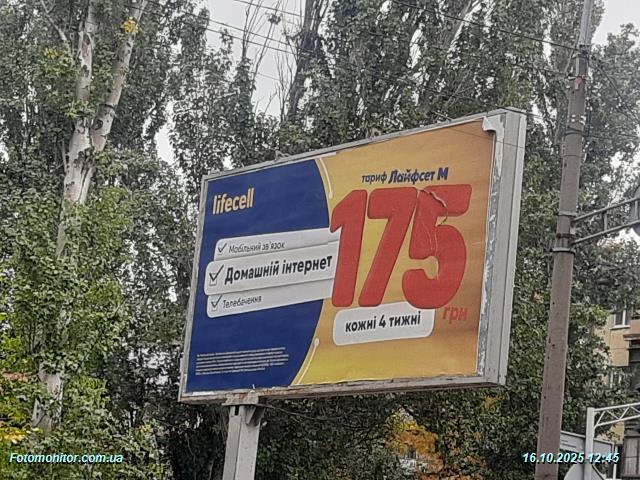 lifecell
тариф Лайфсет М
175
грн
кожні 4 тижні
Мобільний зв'язок
Домашній інтернет
Телебачення
Fotomonitor.com.ua
16.10.2025 12:45